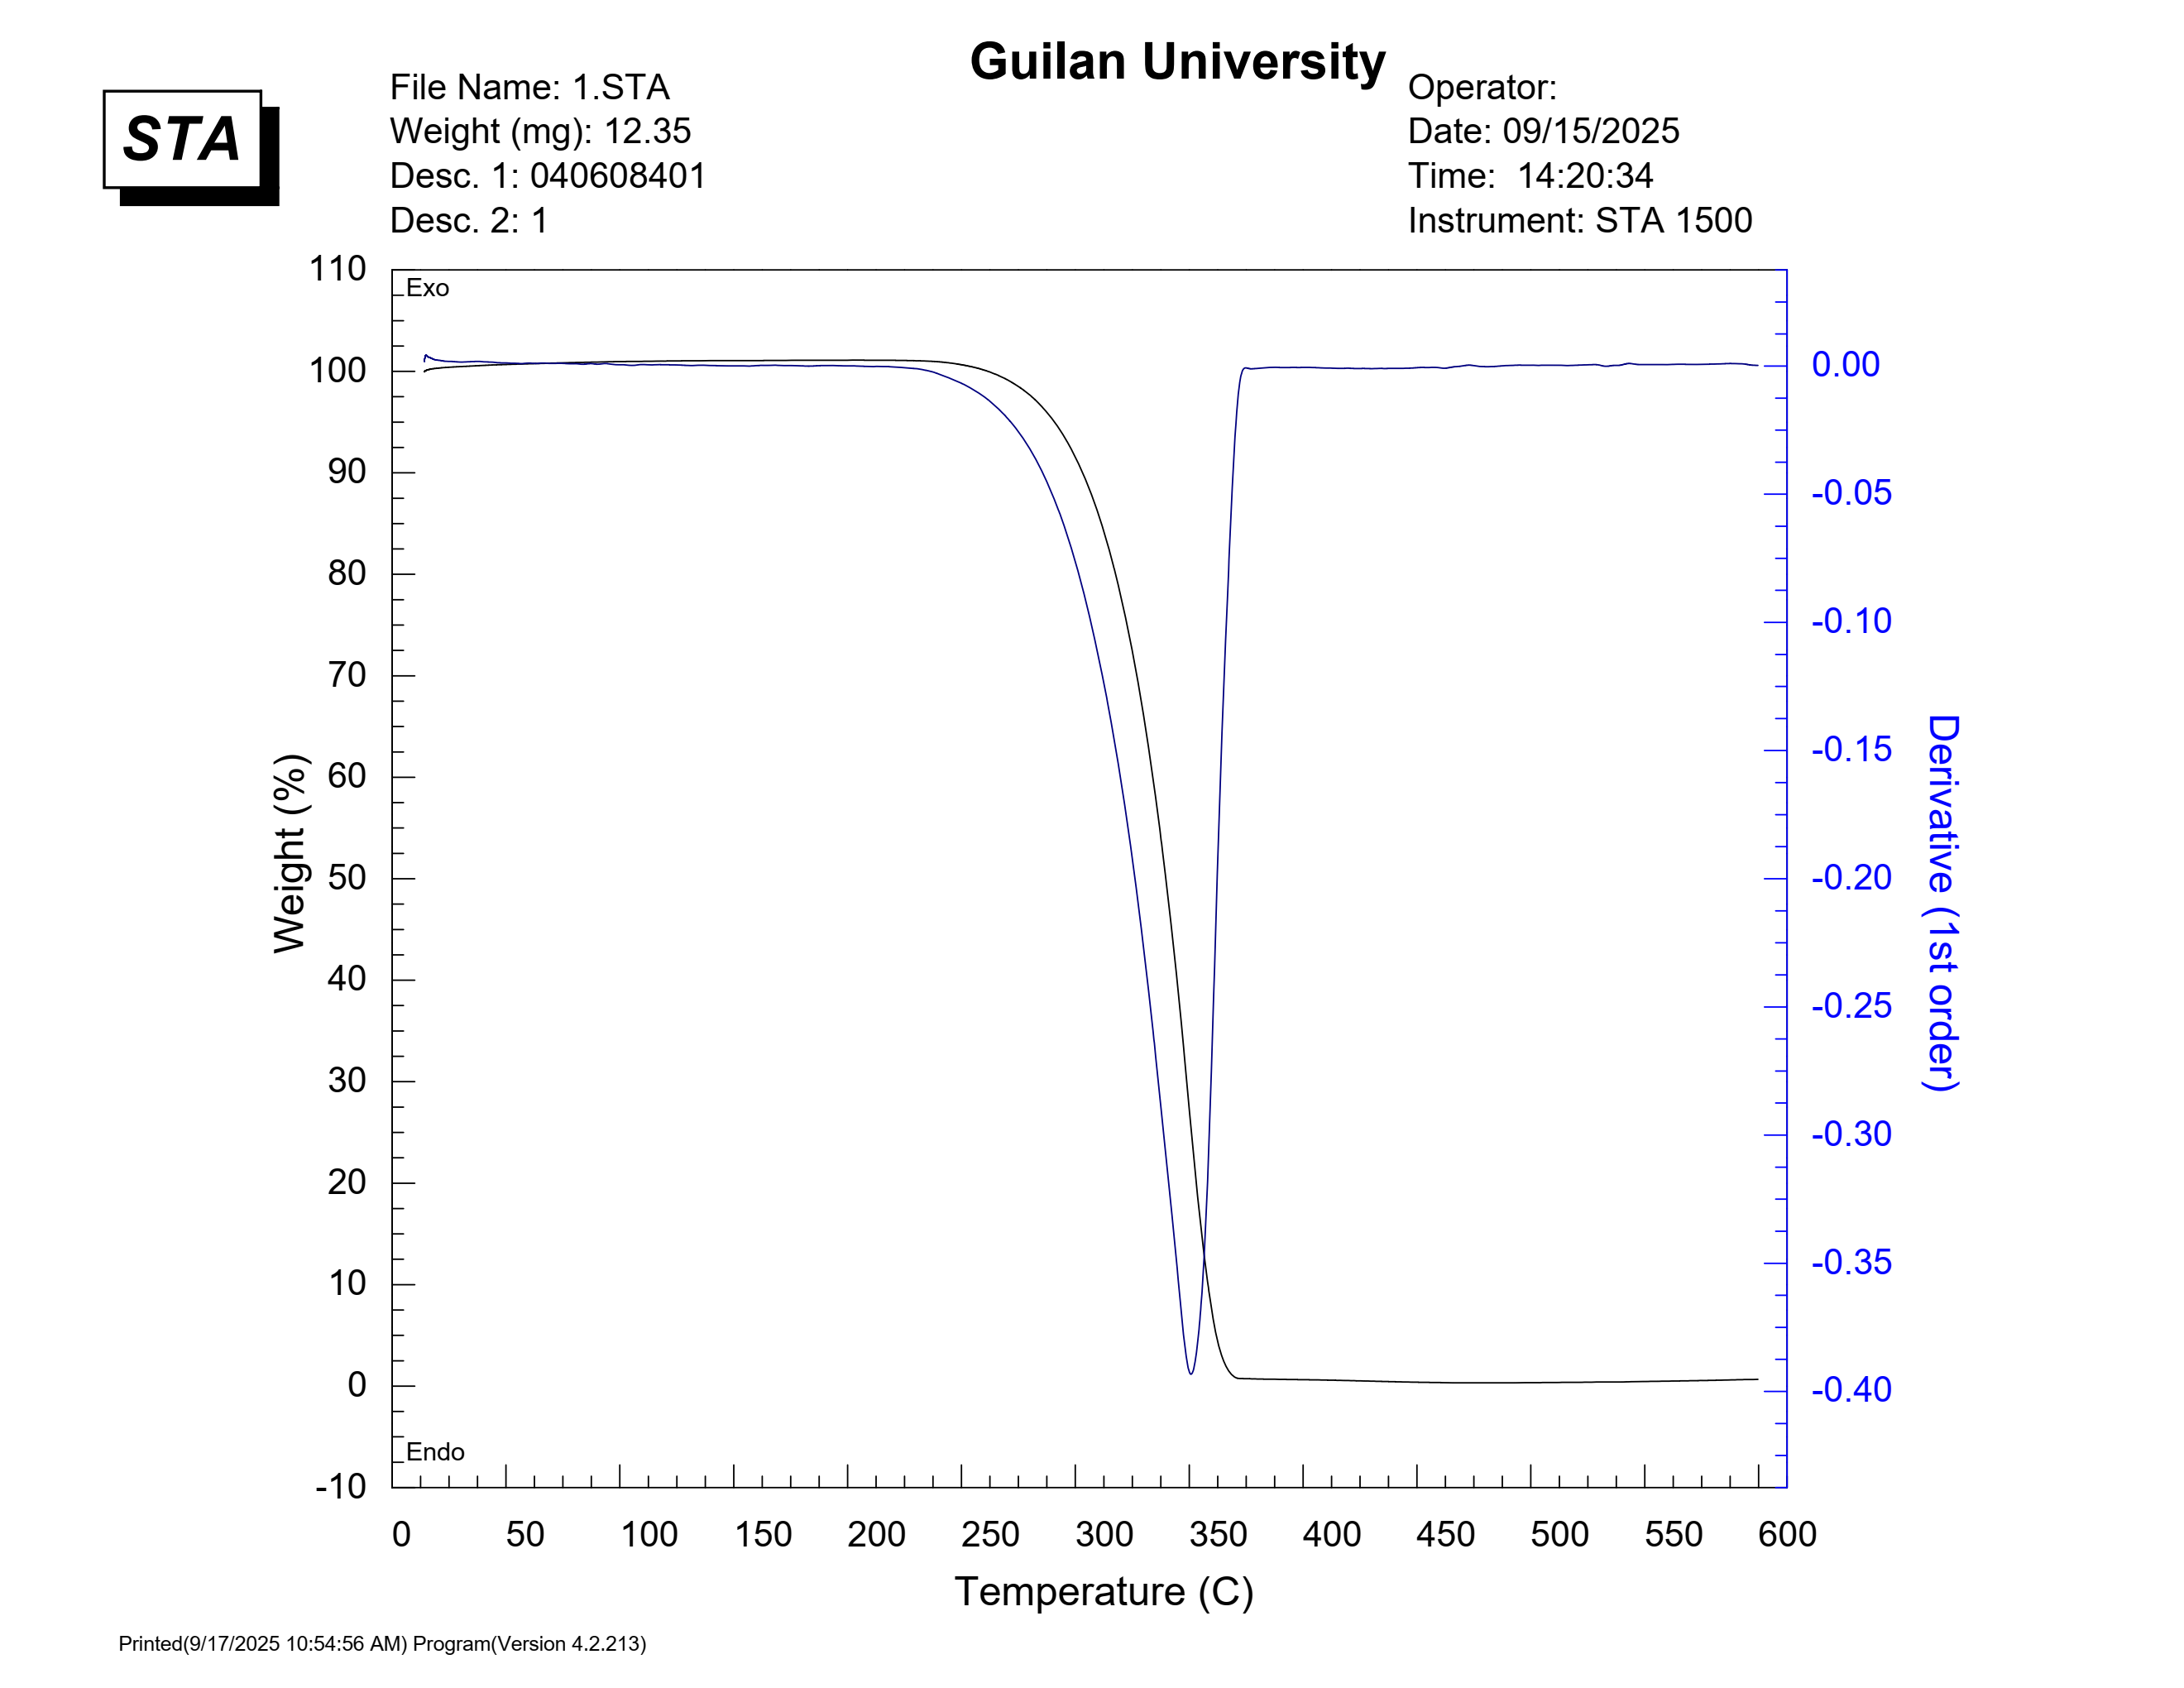 Guilan University
STA
File Name: 1.STA
Weight (mg): 12.35
Desc. 1: 040608401
Desc. 2: 1
Operator:
Date: 09/15/2025
Time: 14:20:34
Instrument: STA 1500
Exo
110
100
90
80
70
60
50
40
30
20
10
0
-10
Weight (%)
Endo
0.00
-0.05
-0.10
-0.15
-0.20
-0.25
-0.30
-0.35
-0.40
Derivative (1st order)
0 50 100 150 200 250 300 350 400 450 500 550 600
Temperature (C)
Printed(9/17/2025 10:54:56 AM) Program(Version 4.2.213)